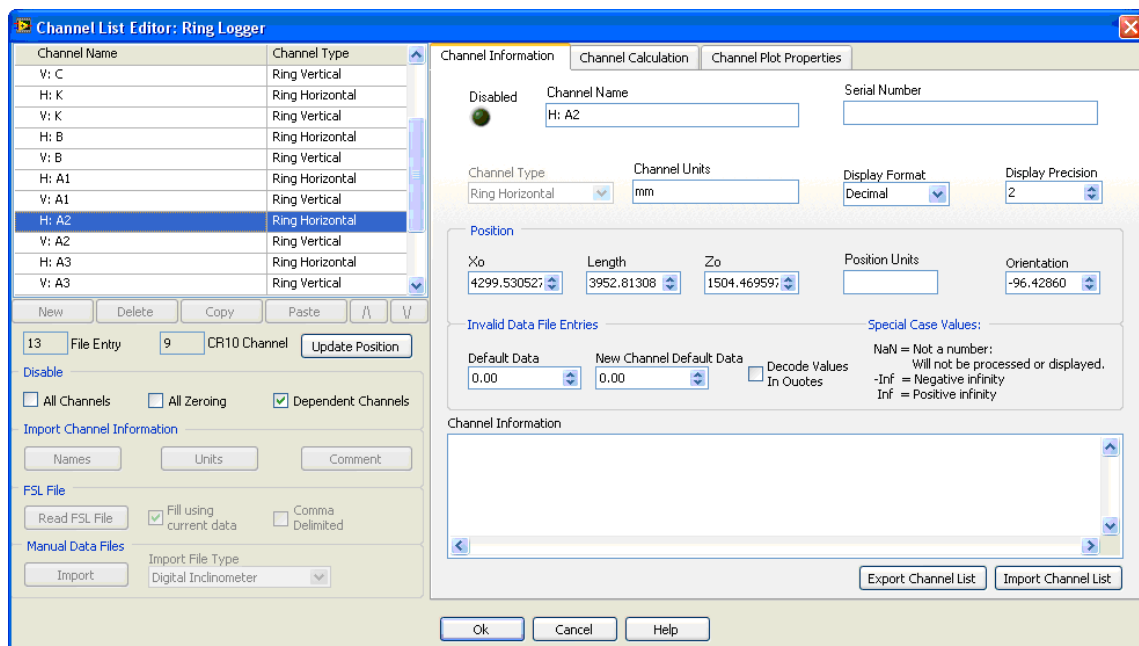 Channel List Editor: Ring Logger
Channel Name Channel Type
V: C Ring Vertical
H: K Ring Horizontal
V: K Ring Vertical
H: B Ring Horizontal
V: B Ring Vertical
H: A1 Ring Horizontal
V: A1 Ring Vertical
H: A2 Ring Horizontal
V: A2 Ring Vertical
H: A3 Ring Horizontal
V: A3 Ring Vertical
New Delete Copy Paste /\ \/
13 File Entry 9 CR10 Channel Update Position
Disable
All Channels All Zeroing Dependent Channels
Import Channel Information
Names Units Comment
FSL File
Read FSL File Fill using current data Comma Delimited
Manual Data Files
Import File Type
Import Digital Inclinometer
Channel Information Channel Calculation Channel Plot Properties
Disabled Channel Name Serial Number
H: A2
Channel Type Channel Units Display Format Display Precision
Ring Horizontal mm Decimal 2
Position
Xo Length Zo Position Units Orientation
4299.530527 3952.81308 1504.469597 -96.42860
Invalid Data File Entries Special Case Values:
Default Data New Channel Default Data Decode Values In Quotes
0.00 0.00
NaN = Not a number:
Will not be processed or displayed.
-Inf = Negative infinity
Inf = Positive infinity
Channel Information
Export Channel List Import Channel List
Ok Cancel Help